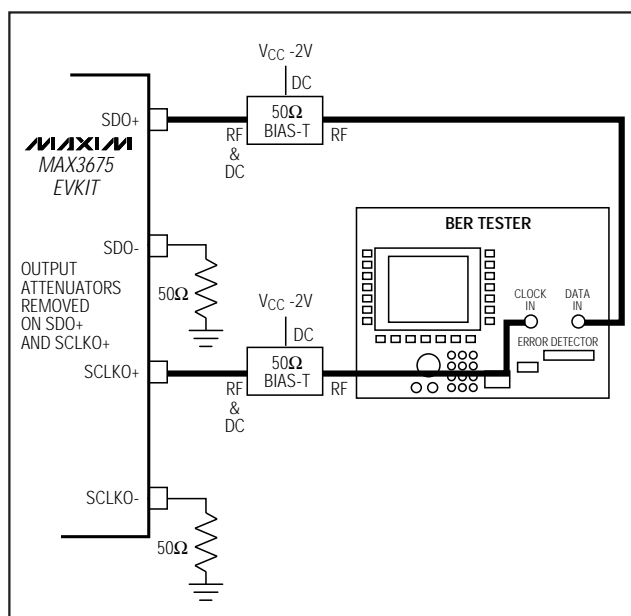 VCC -2V
DC
SDO+
50Ω
BIAS-T
RF
&
DC
RF
MAXIM
MAX3675
EVKIT
BER TESTER
SDO-
OUTPUT
ATTENUATORS
REMOVED
ON SDO+
AND SCLKO+
50Ω
VCC -2V
DC
CLOCK
IN
DATA
IN
ERROR DETECTOR
SCLKO+
50Ω
BIAS-T
RF
&
DC
RF
SCLKO-
50Ω